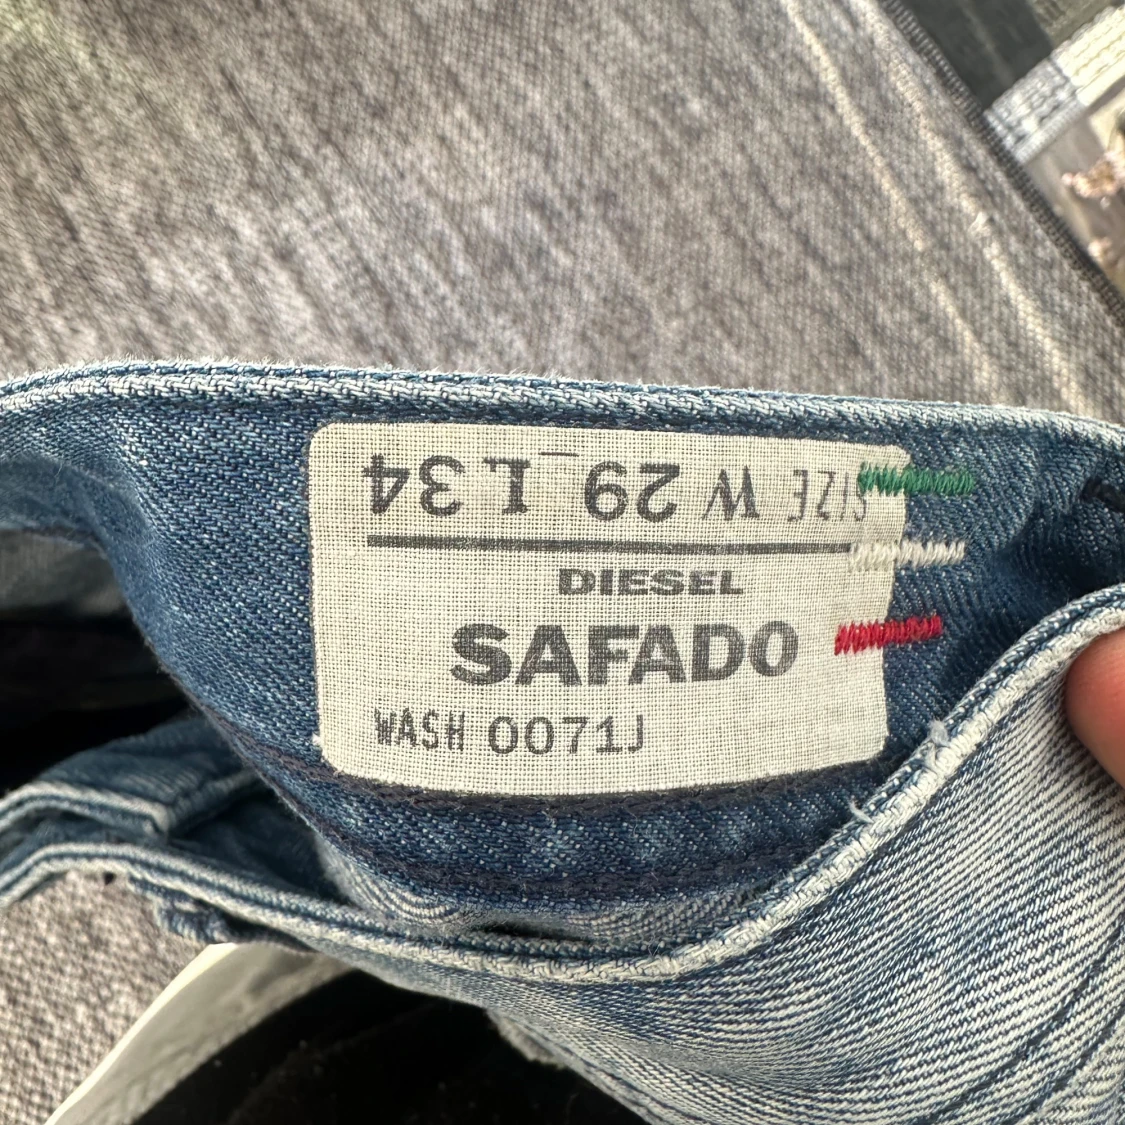 SIZE W 29 L 34
DIESEL
SAFADO
WASH 0071J